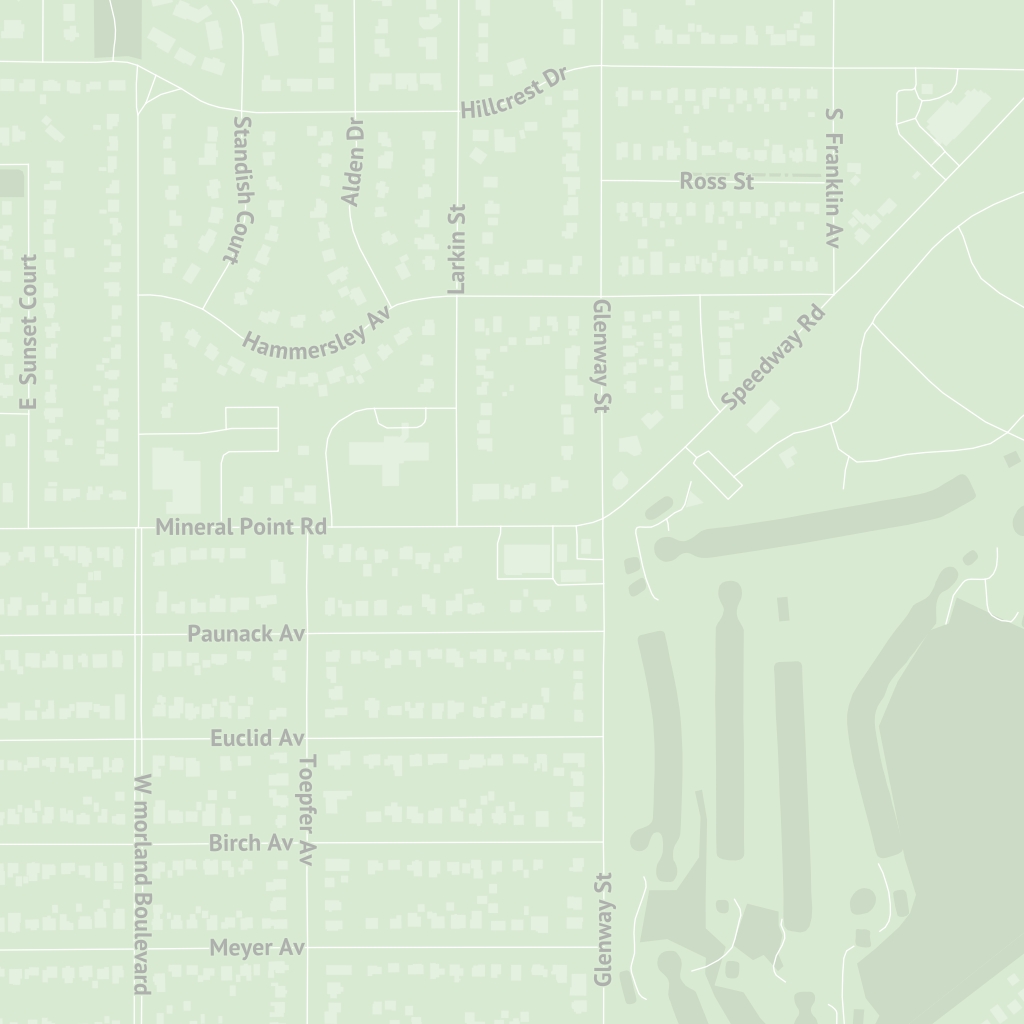 Hillcrest Dr
Standish Court
Alden Dr
S Franklin Av
Ross St
Larkin St
E Sunset Court
Hammersley Av
Glenway St
Speedway Rd
Mineral Point Rd
Paunack Av
Euclid Av
Toepfer Av
W morland Boulevard
Birch Av
Glenway St
Meyer Av